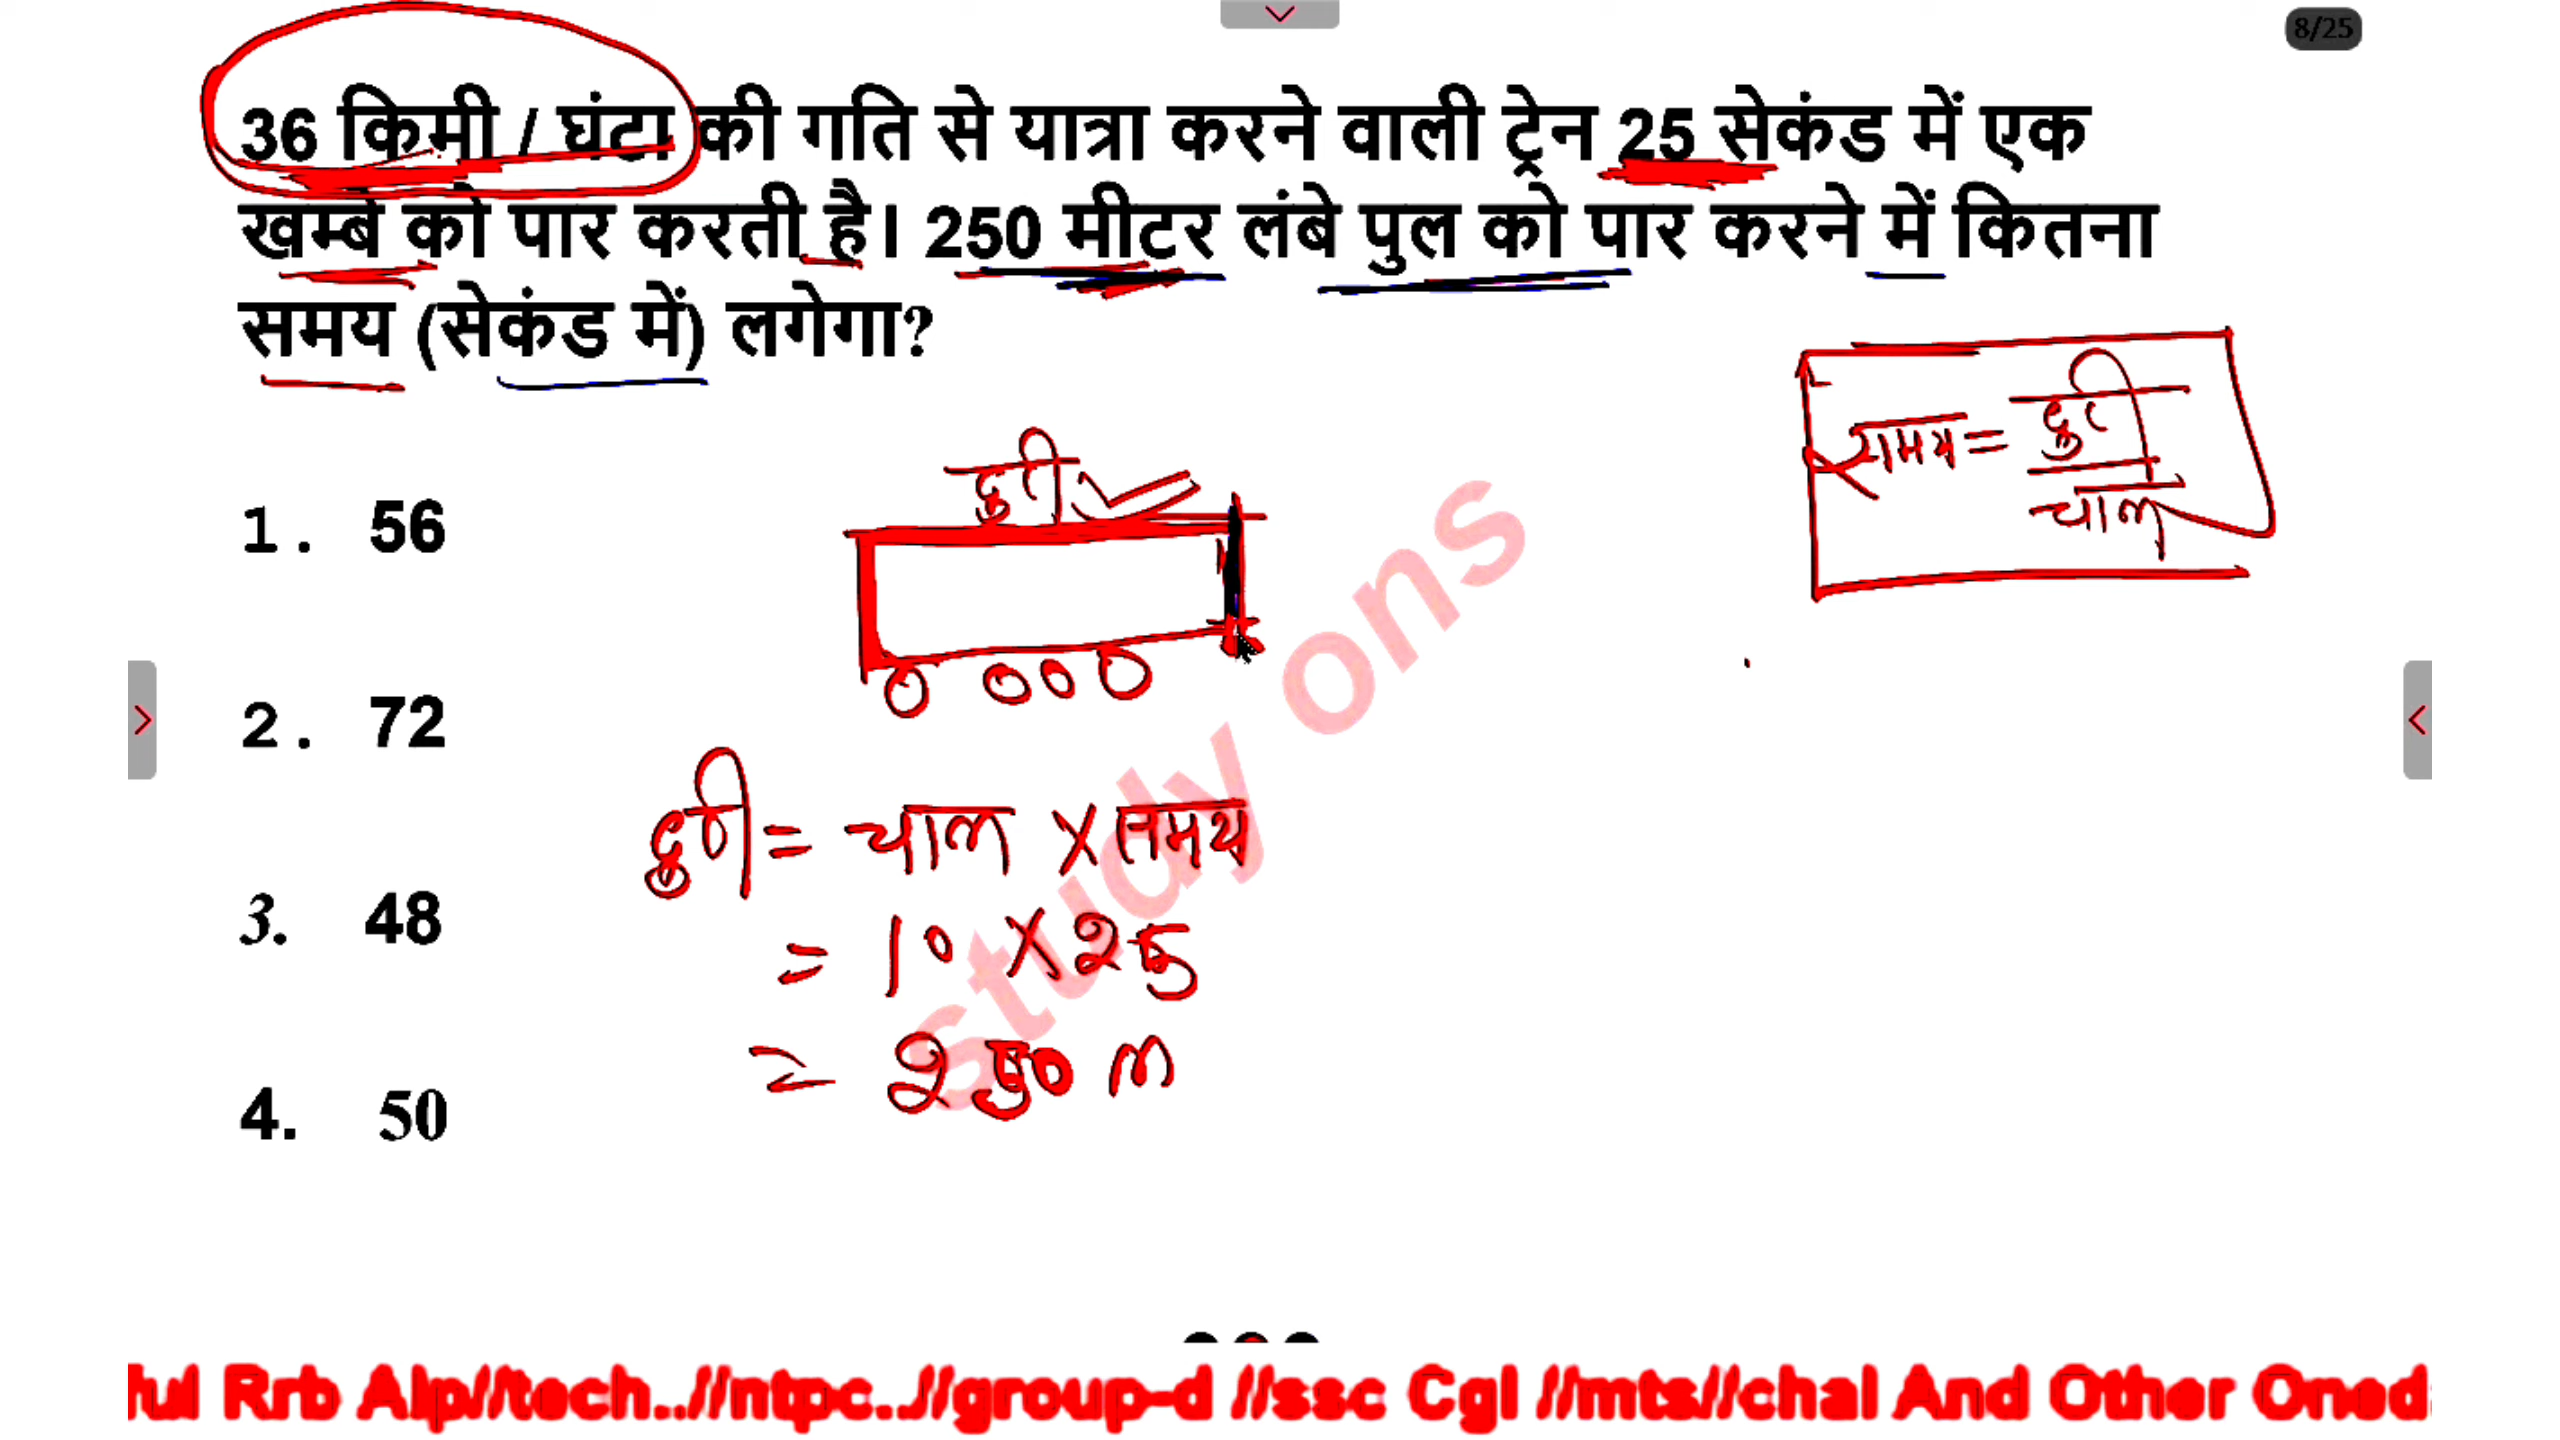 8/25
36 किमी / घंटा की गति से यात्रा करने वाली ट्रेन 25 सेकंड में एक
खम्बे को पार करती है। 250 मीटर लंबे पुल को पार करने में कितना
समय (सेकंड में) लगेगा?
समय = दुरी
चाल
दुरी
1. 56
2. 72
3. 48
4. 50
दुरी = चाल X समय
= 10 X 25
= 250 m
study ons
ful Rrb Alp//tech..//ntpc..//group-d //ssc Cgl //mts//chal And Other Oned